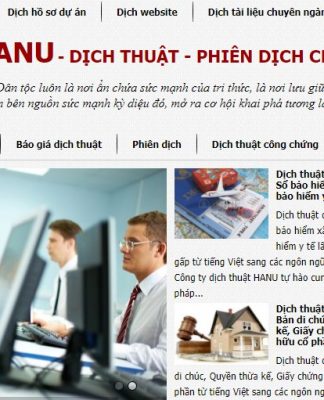 Dịch hồ sơ dự án Dịch website Dịch tài liệu chuyên ngàn
ANU - DỊCH THUẬT - PHIÊN DỊCH C
Dân tộc luôn là nơi ẩn chứa sức mạnh của tri thức, là nơi lưu giữ
n bên nguồn sức mạnh kỳ diệu đó, mở ra cơ hội khai phá tương la
Báo giá dịch thuật Phiên dịch Dịch thuật công chứng
Dịch thuật
Sổ bảo hiể
bảo hiểm y
Dịch thuật c
bảo hiểm xã
hiểm y tế là
gấp từ tiếng Việt sang các ngôn ngữ
Công ty dịch thuật HANU tự hào cun
pháp...
Dịch thuật
Bản di chú
kế, Giấy ch
hữu cổ phầ
Dịch thuật c
di chúc, Quyền thừa kế, Giấy chứng
phần từ tiếng Việt sang các ngôn ngữ